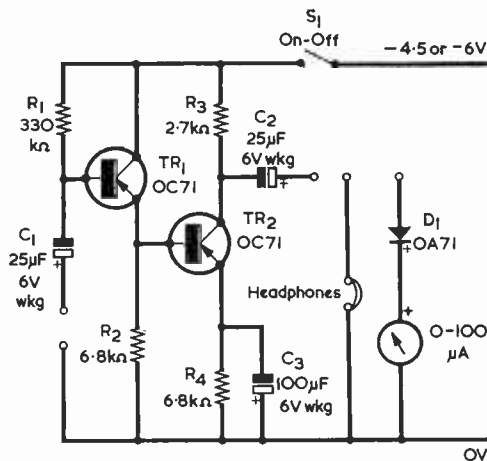 S1
On-Off
-4·5 or -6V
R1
330
kΩ
R3
2·7kΩ
C2
25µF
6V wkg
+
TR1
OC71
TR2
OC71
C1
25µF
6V
wkg
+
D1
OA71
+
Headphones
+
0-100
µA
R2
6·8kΩ
R4
6·8kΩ
C3
100µF
6V wkg
+
0V